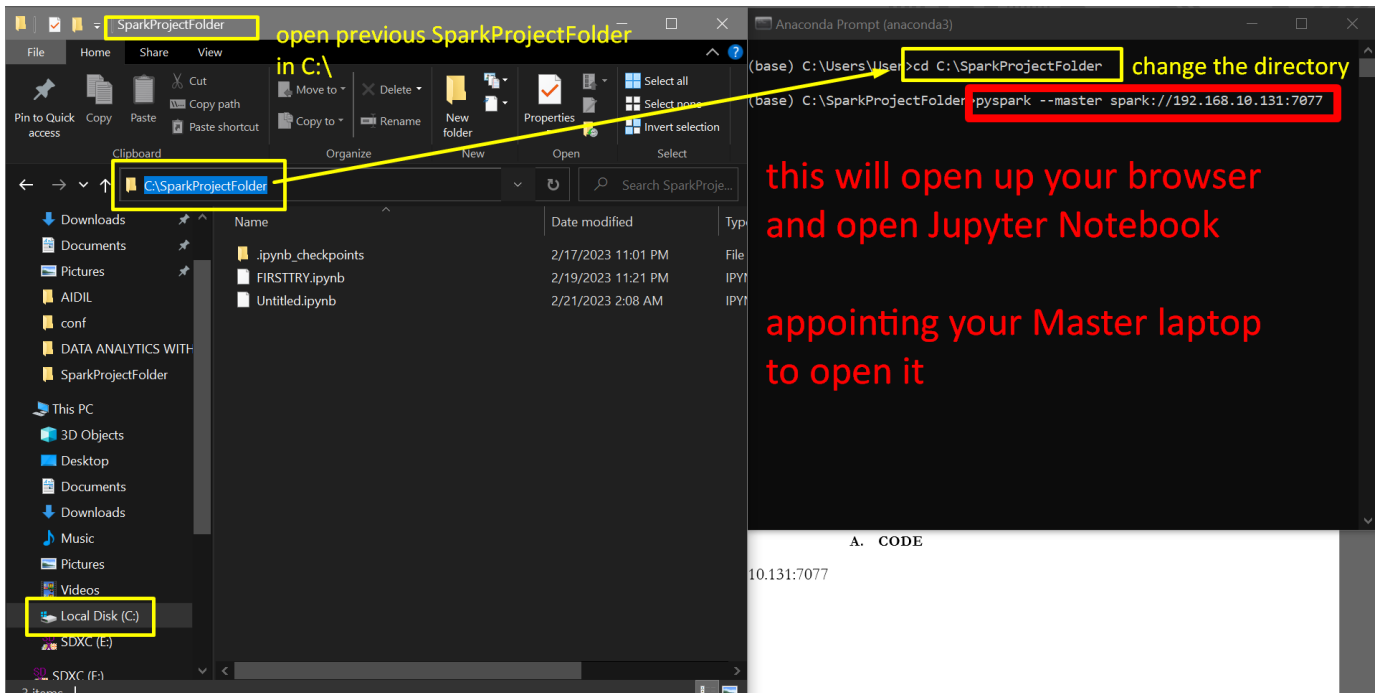 SparkProjectFolder
File Home Share View
Pin to Quick access
Copy
Paste
Cut
Copy path
Paste shortcut
Clipboard
Move to
Copy to
Delete
Rename
Organize
New folder
New
Properties
Open
Select all
Select none
Invert selection
Select
open previous SparkProjectFolder
in C:\
C:\SparkProjectFolder
Search SparkProje...
Downloads
Documents
Pictures
AIDIL
conf
DATA ANALYTICS WITH
SparkProjectFolder
This PC
3D Objects
Desktop
Documents
Downloads
Music
Pictures
Videos
Local Disk (C:)
SDXC (E:)
SDXC (F:)
Name Date modified Typ
.ipynb_checkpoints 2/17/2023 11:01 PM File
FIRSTTRY.ipynb 2/19/2023 11:21 PM IPYN
Untitled.ipynb 2/21/2023 2:08 AM IPYN
3 items
Anaconda Prompt (anaconda3)
(base) C:\Users\User>cd C:\SparkProjectFolder
change the directory
(base) C:\SparkProjectFolder>pyspark --master spark://192.168.10.131:7077
this will open up your browser
and open Jupyter Notebook
appointing your Master laptop
to open it
A. CODE
10.131:7077